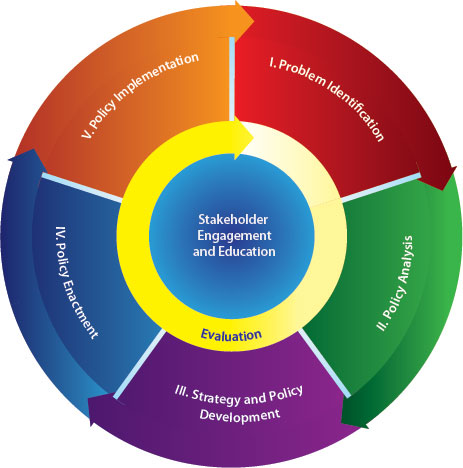 I. Problem Identification
II. Policy Analysis
III. Strategy and Policy
Development
IV. Policy Enactment
V. Policy Implementation
Stakeholder
Engagement
and Education
Evaluation